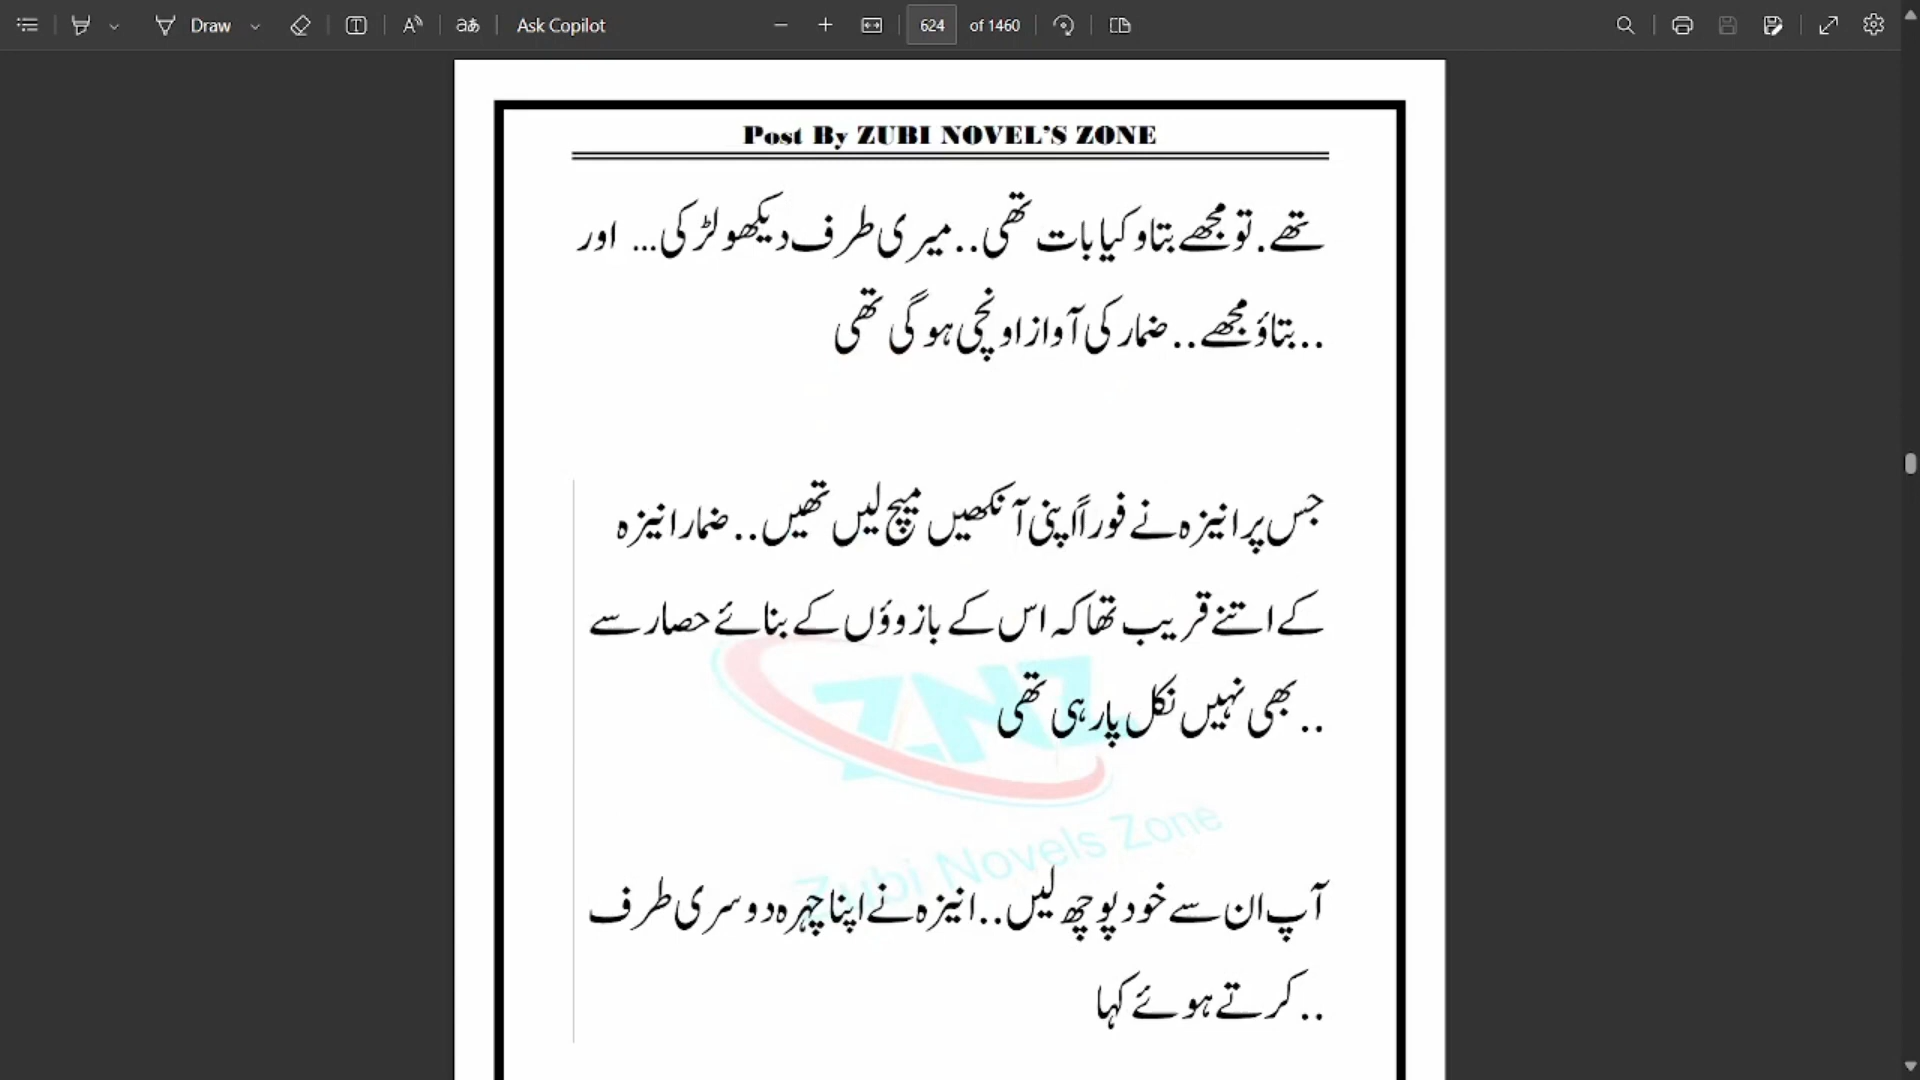 Draw
Ask Copilot
624 of 1460
Post By ZUBI NOVEL'S ZONE
تھے. تو مجھے بتاو کیا بات تھی.. میری طرف دیکھو لڑکی... اور
بتاؤ مجھے.. ضمار کی آواز اونچی ہو گی تھی..
جس پر انیزہ نے فوراً اپنی آنکھیں میچ لیں تھیں.. ضمار انیزہ
کے اتنے قریب تھا کہ اس کے بازوؤں کے بنائے حصار سے
بھی نہیں نکل پا رہی تھی..
ZNZ
Zubi Novels Zone
آپ ان سے خود پوچھ لیں.. انیزہ نے اپنا چہرہ دوسری طرف
کرتے ہوئے کہا..